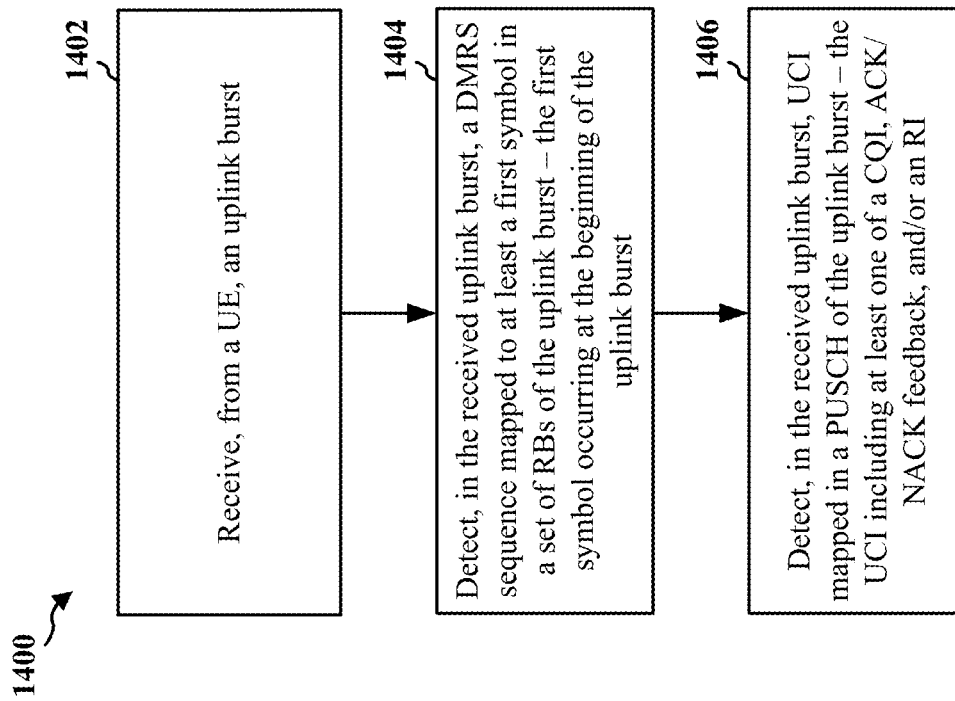 1400
1402
Receive, from a UE, an uplink burst
1404
Detect, in the received uplink burst, a DMRS
sequence mapped to at least a first symbol in
a set of RBs of the uplink burst – the first
symbol occurring at the beginning of the
uplink burst
1406
Detect, in the received uplink burst, UCI
mapped in a PUSCH of the uplink burst – the
UCI including at least one of a CQI, ACK/
NACK feedback, and/or an RI